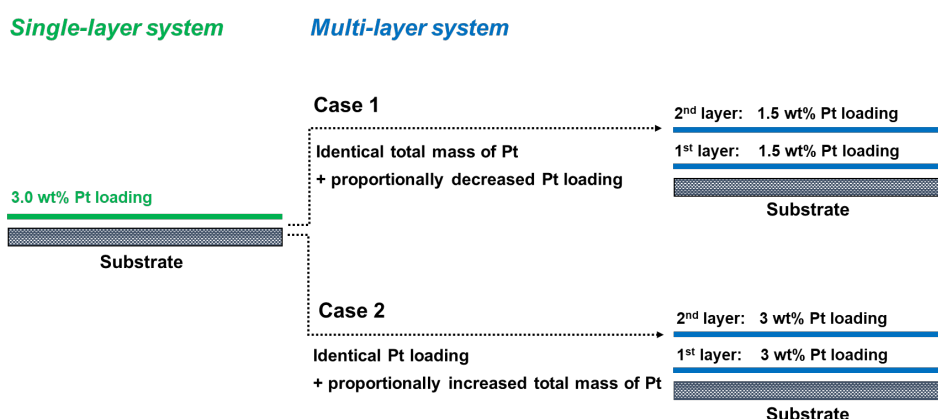 Single-layer system
Multi-layer system
Case 1
Identical total mass of Pt
+ proportionally decreased Pt loading
2nd layer: 1.5 wt% Pt loading
1st layer: 1.5 wt% Pt loading
Substrate
3.0 wt% Pt loading
Substrate
Case 2
Identical Pt loading
+ proportionally increased total mass of Pt
2nd layer: 3 wt% Pt loading
1st layer: 3 wt% Pt loading
Substrate